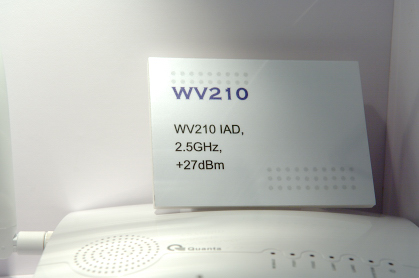 WV210
WV210 IAD,
2.5GHz,
+27dBm
Quanta